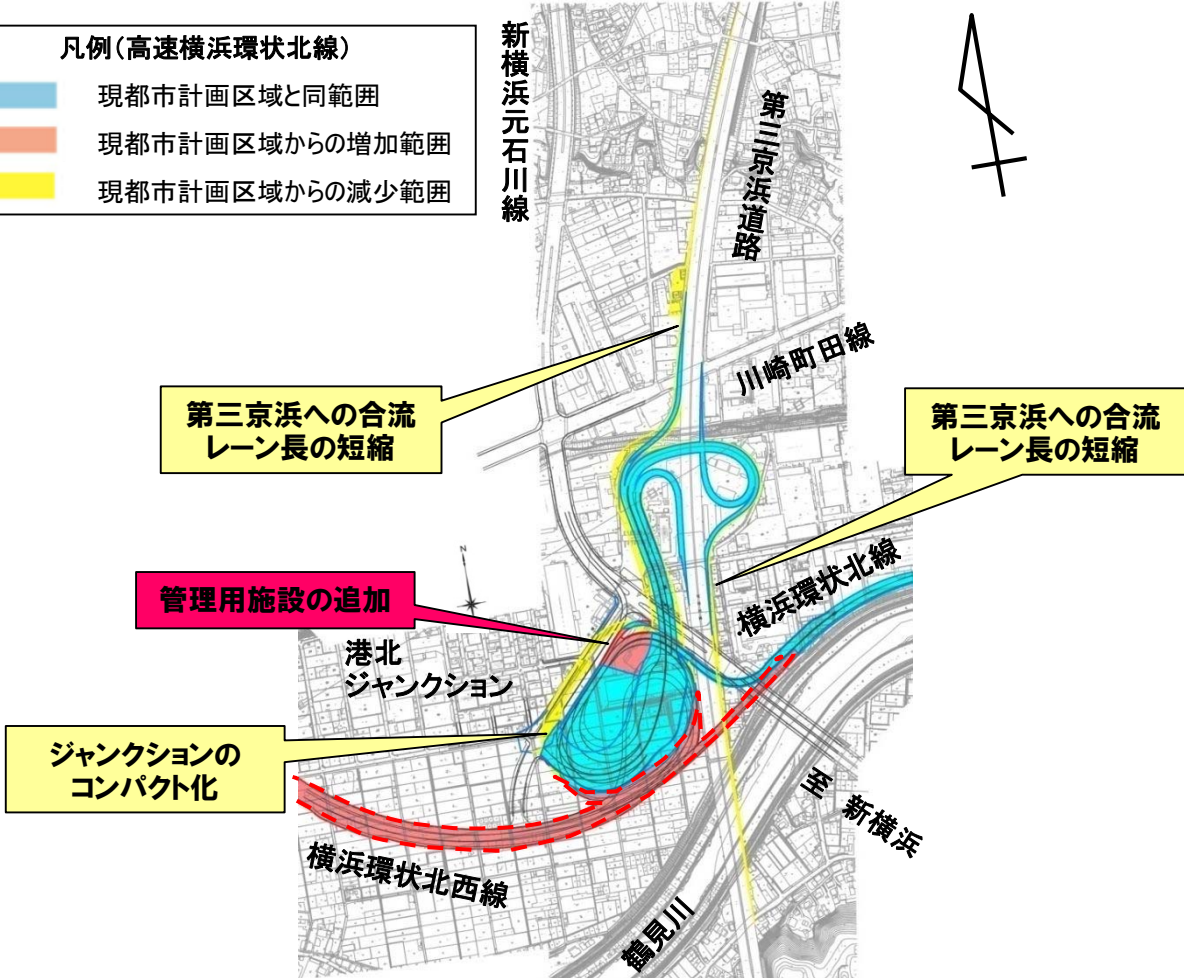 凡例(高速横浜環状北線)
現都市計画区域と同範囲
現都市計画区域からの増加範囲
現都市計画区域からの減少範囲
新横浜元石川線
第三京浜道路
川崎町田線
第三京浜への合流
レーン長の短縮
第三京浜への合流
レーン長の短縮
横浜環状北線
N
管理用施設の追加
港北
ジャンクション
ジャンクションの
コンパクト化
至 新横浜
横浜環状北西線
鶴見川